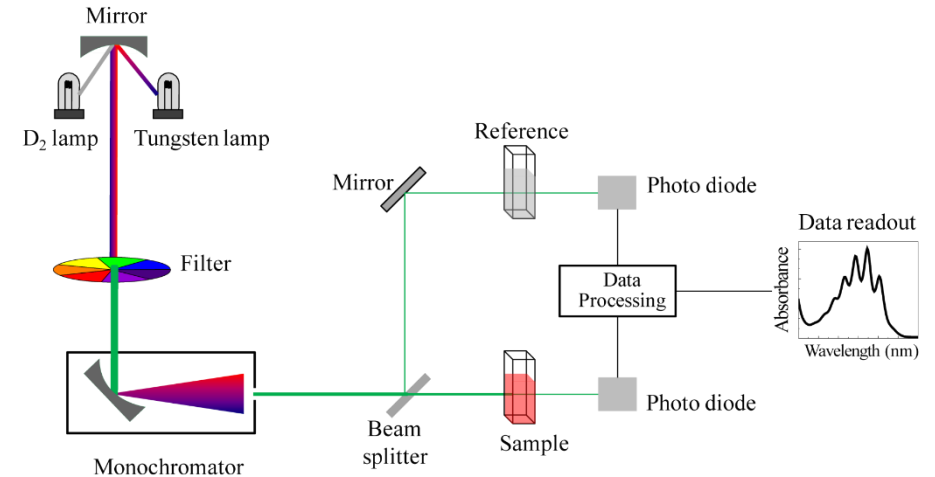 Mirror
D₂ lamp
Tungsten lamp
Filter
Monochromator
Mirror
Beam
splitter
Reference
Sample
Photo diode
Photo diode
Data
Processing
Data readout
Absorbance
Wavelength (nm)